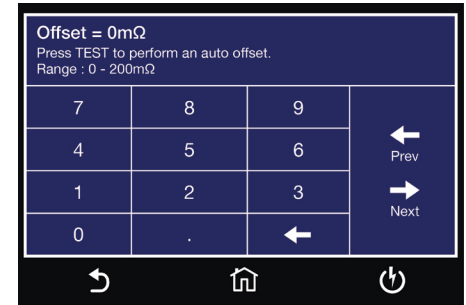 Offset = 0mΩ
Press TEST to perform an auto offset.
Range : 0 - 200mΩ
7 8 9
4 5 6
Prev
1 2 3
Next
0 .